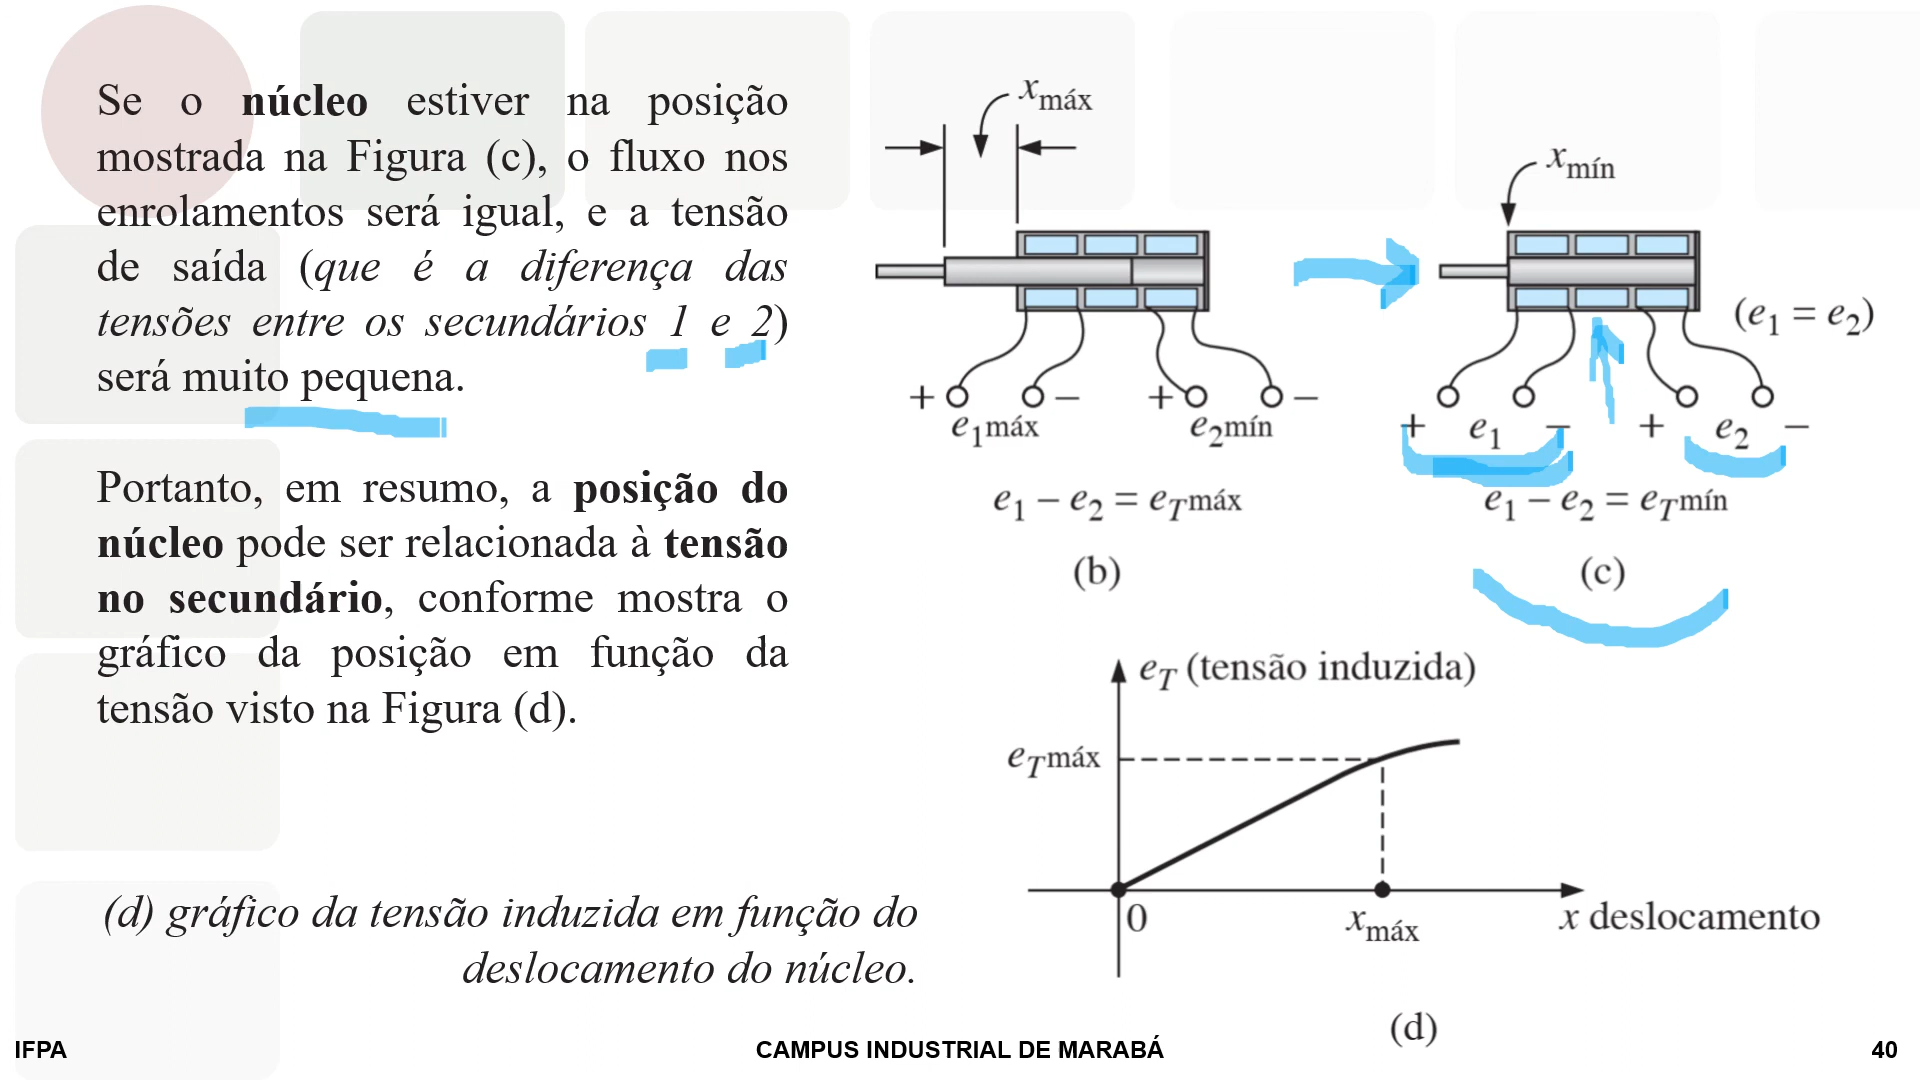 Se o núcleo estiver na posição
mostrada na Figura (c), o fluxo nos
enrolamentos será igual, e a tensão
de saída (que é a diferença das
tensões entre os secundários 1 e 2)
será muito pequena.
Portanto, em resumo, a posição do
núcleo pode ser relacionada à tensão
no secundário, conforme mostra o
gráfico da posição em função da
tensão visto na Figura (d).
(d) gráfico da tensão induzida em função do
deslocamento do núcleo.
xmáx
+ − + −
e1máx e2mín
e1 − e2 = eTmáx
(b)
xmín
(e1 = e2)
+ e1 − + e2 −
e1 − e2 = eTmín
(c)
eT (tensão induzida)
eTmáx
0 xmáx x deslocamento
(d)
IFPA CAMPUS INDUSTRIAL DE MARABÁ 40